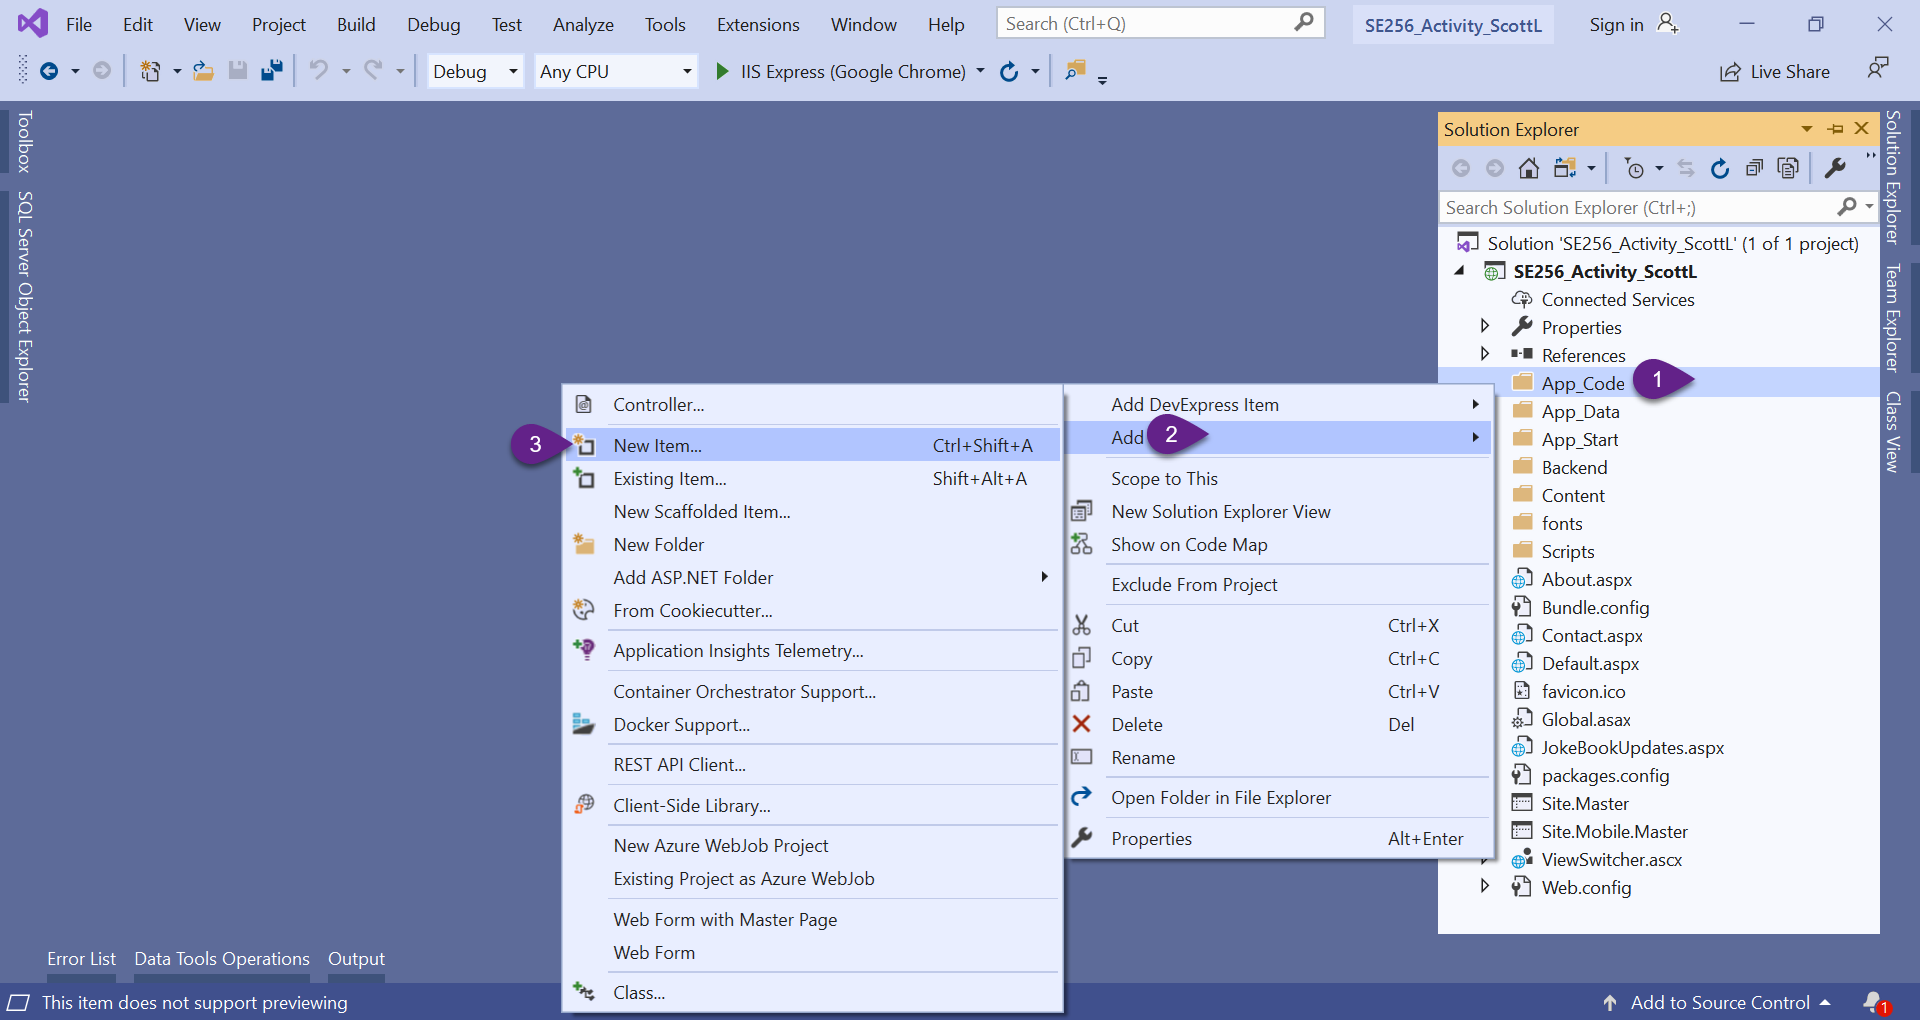 File Edit View Project Build Debug Test Analyze Tools Extensions Window Help Search (Ctrl+Q) SE256_Activity_ScottL Sign in
Debug Any CPU IIS Express (Google Chrome) Live Share
Toolbox
SQL Server Object Explorer
Solution Explorer
Search Solution Explorer (Ctrl+;)
Solution 'SE256_Activity_ScottL' (1 of 1 project)
SE256_Activity_ScottL
Connected Services
Properties
References
App_Code 1
App_Data
App_Start
Backend
Content
fonts
Scripts
About.aspx
Bundle.config
Contact.aspx
Default.aspx
favicon.ico
Global.asax
JokeBookUpdates.aspx
packages.config
Site.Master
Site.Mobile.Master
ViewSwitcher.ascx
Web.config
Solution Explorer
Team Explorer
Class View
Add DevExpress Item
Add 2
Scope to This
New Solution Explorer View
Show on Code Map
Exclude From Project
Cut Ctrl+X
Copy Ctrl+C
Paste Ctrl+V
Delete Del
Rename
Open Folder in File Explorer
Properties Alt+Enter
Controller...
3 New Item... Ctrl+Shift+A
Existing Item... Shift+Alt+A
New Scaffolded Item...
New Folder
Add ASP.NET Folder
From Cookiecutter...
Application Insights Telemetry...
Container Orchestrator Support...
Docker Support...
REST API Client...
Client-Side Library...
New Azure WebJob Project
Existing Project as Azure WebJob
Web Form with Master Page
Web Form
Class...
Error List Data Tools Operations Output
This item does not support previewing Add to Source Control 1